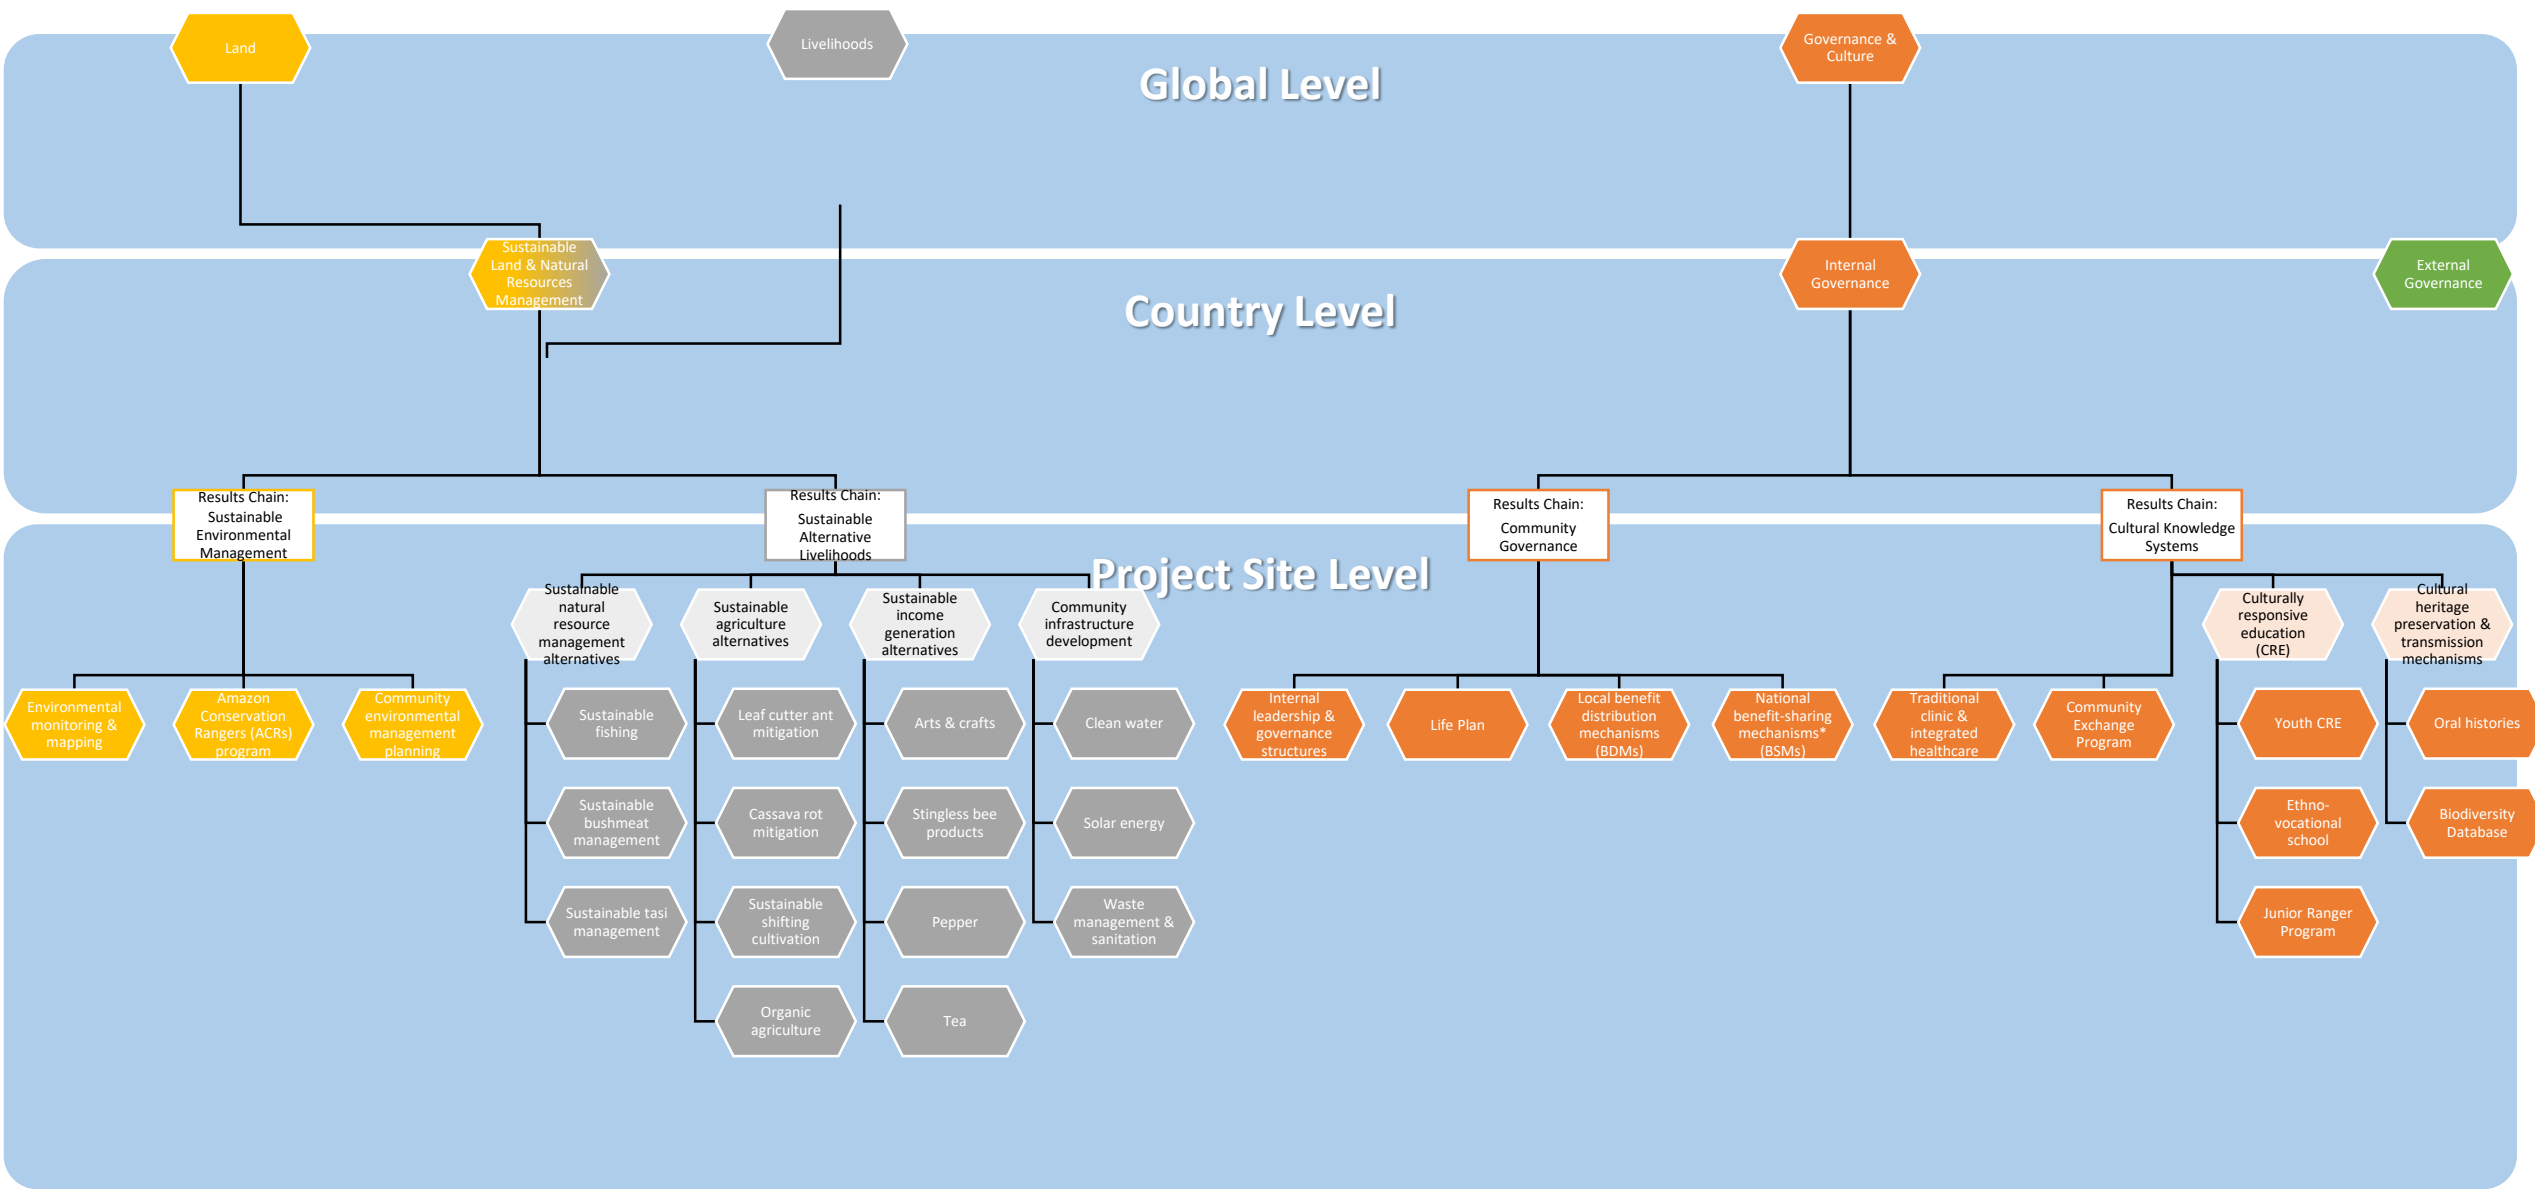 Land
Livelihoods
Governance &
Culture
Global Level
Sustainable
Land & Natural
Resources
Management
Internal
Governance
External
Governance
Country Level
Results Chain:
Sustainable
Environmental
Management
Results Chain:
Sustainable
Alternative
Livelihoods
Results Chain:
Community
Governance
Results Chain:
Cultural Knowledge
Systems
Project Site Level
Sustainable
natural
resource
management
alternatives
Sustainable
agriculture
alternatives
Sustainable
income
generation
alternatives
Community
infrastructure
development
Culturally
responsive
education
(CRE)
Cultural
heritage
preservation &
transmission
mechanisms
Environmental
monitoring &
mapping
Amazon
Conservation
Rangers (ACRs)
program
Community
environmental
management
planning
Sustainable
fishing
Leaf cutter ant
mitigation
Arts & crafts
Clean water
Internal
leadership &
governance
structures
Life Plan
Local benefit
distribution
mechanisms
(BDMs)
National
benefit-sharing
mechanisms*
(BSMs)
Traditional
clinic &
integrated
healthcare
Community
Exchange
Program
Youth CRE
Oral histories
Sustainable
bushmeat
management
Cassava rot
mitigation
Stingless bee
products
Solar energy
Ethno-
vocational
school
Biodiversity
Database
Sustainable tasi
management
Sustainable
shifting
cultivation
Pepper
Waste
management &
sanitation
Junior Ranger
Program
Organic
agriculture
Tea